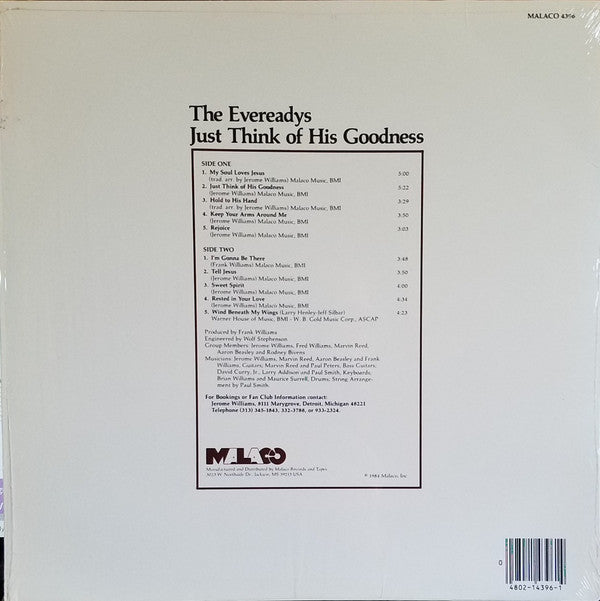 MALACO 4396
The Evereadys
Just Think of His Goodness
SIDE ONE
1. My Soul Loves Jesus 5:00
(trad. arr. by Jerome Williams) Malaco Music, BMI
2. Just Think of His Goodness 5:22
(Jerome Williams) Malaco Music, BMI
3. Hold to His Hand 3:29
(trad. arr. by Jerome Williams) Malaco Music, BMI
4. Keep Your Arms Around Me 3:50
(Jerome Williams) Malaco Music, BMI
5. Rejoice 3:03
(Jerome Williams) Malaco Music, BMI
SIDE TWO
1. I'm Gonna Be There 3:48
(Frank Williams) Malaco Music, BMI
2. Tell Jesus 3:50
(Jerome Williams) Malaco Music, BMI
3. Sweet Spirit 4:00
(Jerome Williams) Malaco Music, BMI
4. Rested in Your Love 4:34
(Jerome Williams) Malaco Music, BMI
5. Wind Beneath My Wings (Larry Henley-Jeff Silbar) 4:23
Warner House of Music, BMI - W. B. Gold Music Corp., ASCAP
Produced by Frank Williams
Engineered by Wolf Stephenson
Group Members: Jerome Williams, Fred Williams, Marvin Reed,
Aaron Beasley and Rodney Bivens
Musicians: Jerome Williams, Marvin Reed, Aaron Beasley and Frank
Williams, Guitars; Marvin Reed and Paul Peters, Bass Guitars;
David Curry, Jr., Larry Addison and Paul Smith, Keyboards;
Brian Williams and Maurice Surrell, Drums; String Arrange-
ment by Paul Smith.
For Bookings or Fan Club Information contact:
Jerome Williams, 8111 Marygrove, Detroit, Michigan 48221
Telephone (313) 345-1843, 332-3788, or 933-2324.
MALACO
Manufactured and Distributed by Malaco Records and Tapes
3023 W. Northside Dr., Jackson, MS 39213 USA
℗ 1984 Malaco, Inc
0
4802-14396-1